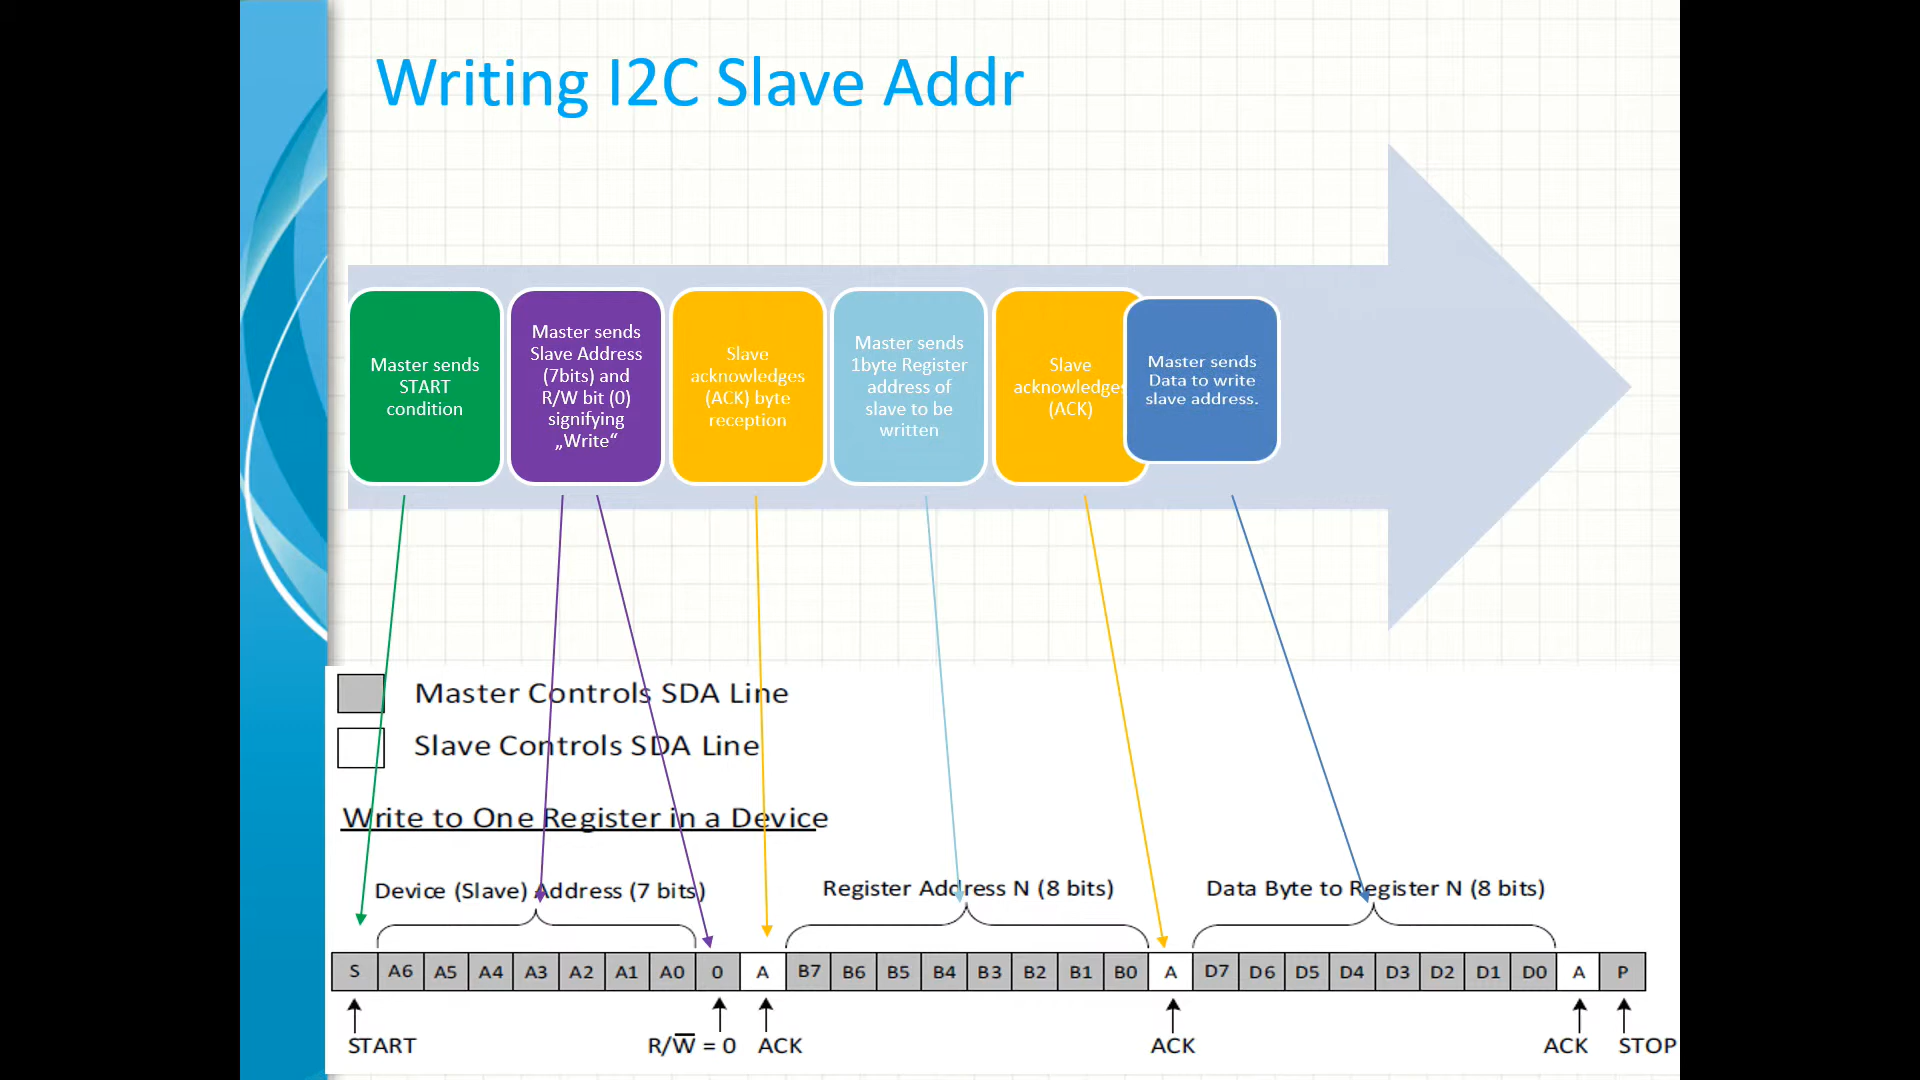 Writing I2C Slave Addr
Master sends
START
condition
Master sends
Slave Address
(7bits) and
R/W bit (0)
signifying
„Write“
Slave
acknowledges
(ACK) byte
reception
Master sends
1byte Register
address of
slave to be
written
Slave
acknowledges
(ACK)
Master sends
Data to write
slave address.
Master Controls SDA Line
Slave Controls SDA Line
Write to One Register in a Device
Device (Slave) Address (7 bits)
Register Address N (8 bits)
Data Byte to Register N (8 bits)
S A6 A5 A4 A3 A2 A1 A0 0 A B7 B6 B5 B4 B3 B2 B1 B0 A D7 D6 D5 D4 D3 D2 D1 D0 A P
START R/W̅ = 0 ACK ACK ACK STOP